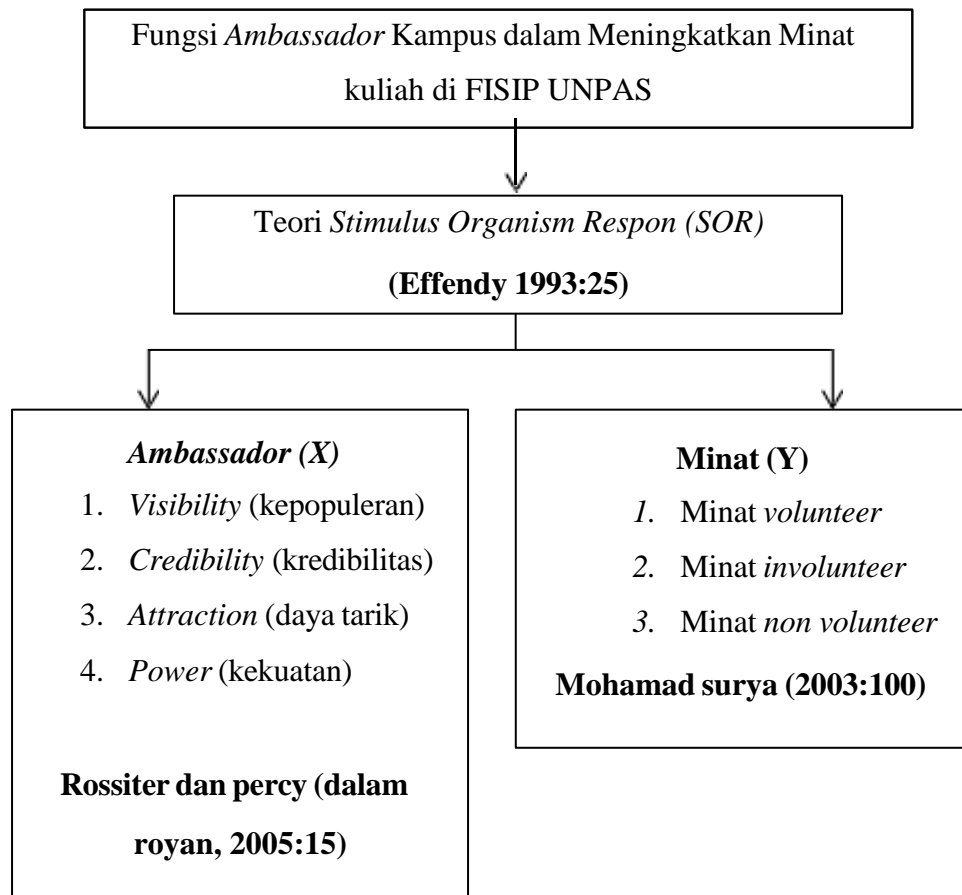 Fungsi Ambassador Kampus dalam Meningkatkan Minat
kuliah di FISIP UNPAS
Teori Stimulus Organism Respon (SOR)
(Effendy 1993:25)
Ambassador (X)
1. Visibility (kepopuleran)
2. Credibility (kredibilitas)
3. Attraction (daya tarik)
4. Power (kekuatan)
Rossiter dan percy (dalam
royan, 2005:15)
Minat (Y)
1. Minat volunteer
2. Minat involunteer
3. Minat non volunteer
Mohamad surya (2003:100)